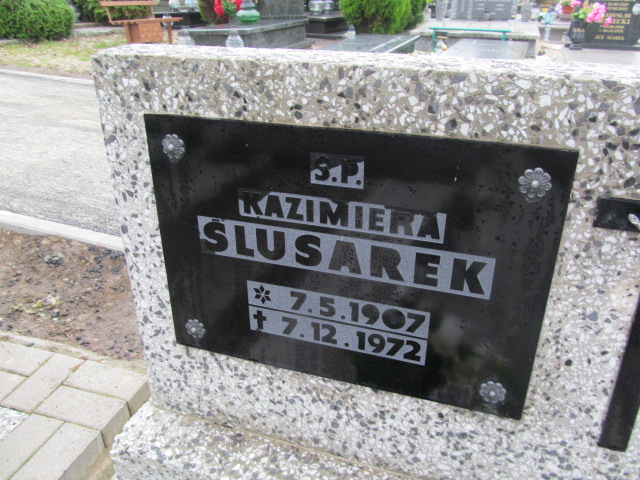 Ś.P.
KAZIMIERA
ŚLUSAREK
* 7.5.1907
† 7.12.1972